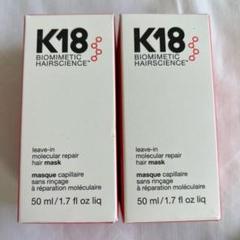 K18
BIOMIMETIC
HAIRSCIENCE
leave-in
molecular repair
hair mask
masque capillaire
sans rinçage
à réparation moléculaire
50 ml/1.7 fl oz liq
K18
BIOMIMETIC
HAIRSCIENCE
leave-in
molecular repair
hair mask
masque capillaire
sans rinçage
à réparation moléculaire
50 ml/1.7 fl oz liq